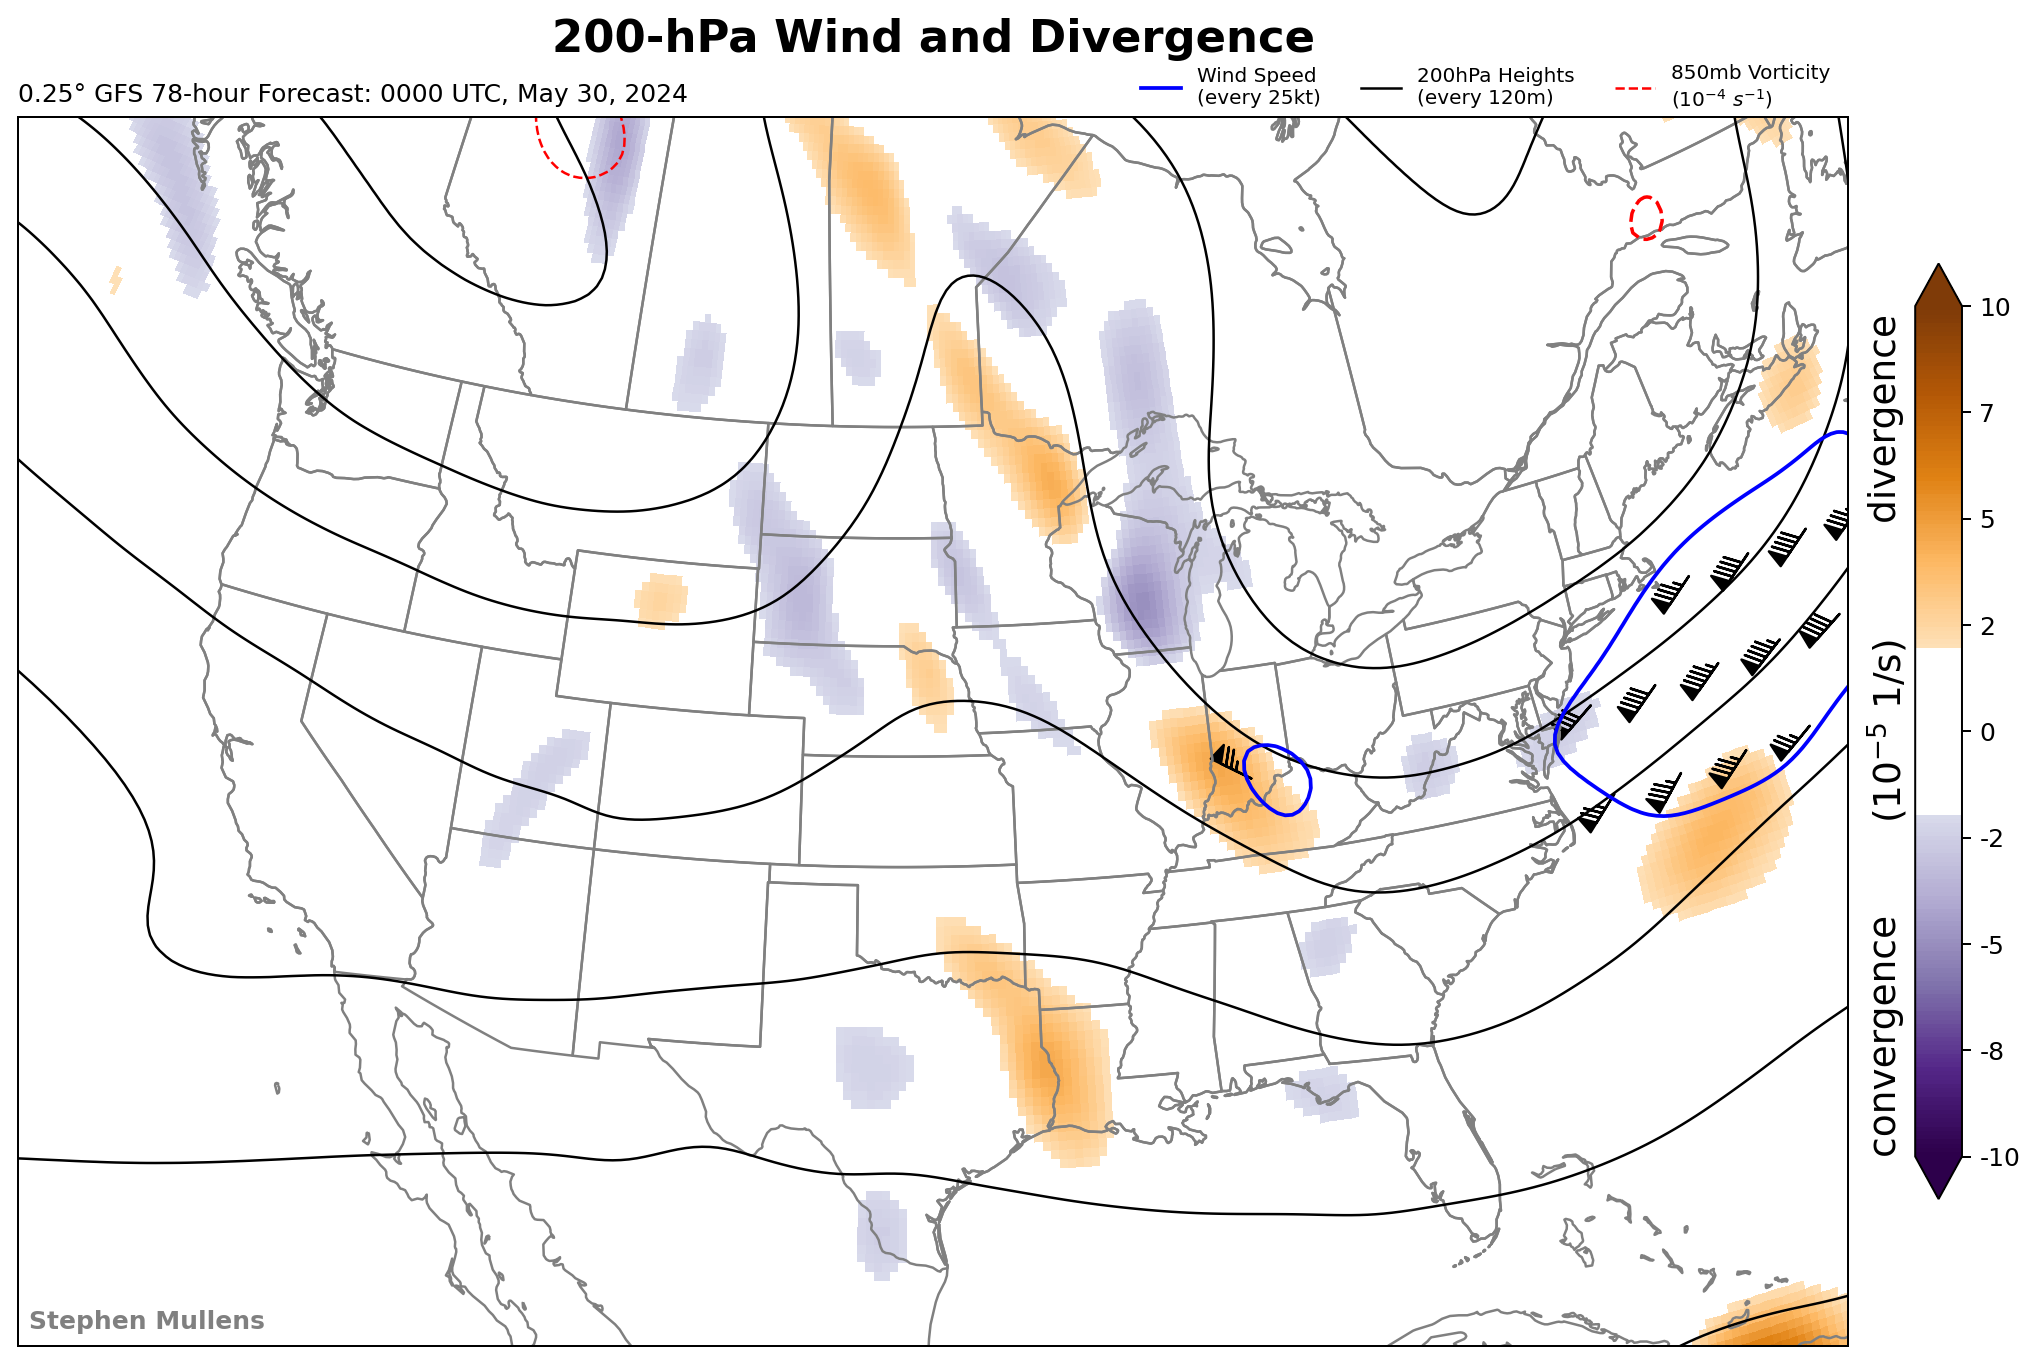 200-hPa Wind and Divergence
0.25° GFS 78-hour Forecast: 0000 UTC, May 30, 2024
Wind Speed
(every 25kt)
200hPa Heights
(every 120m)
850mb Vorticity
(10⁻⁴ s⁻¹)
10
7
5
2
0
-2
-5
-8
-10
convergence (10⁻⁵ 1/s) divergence
Stephen Mullens